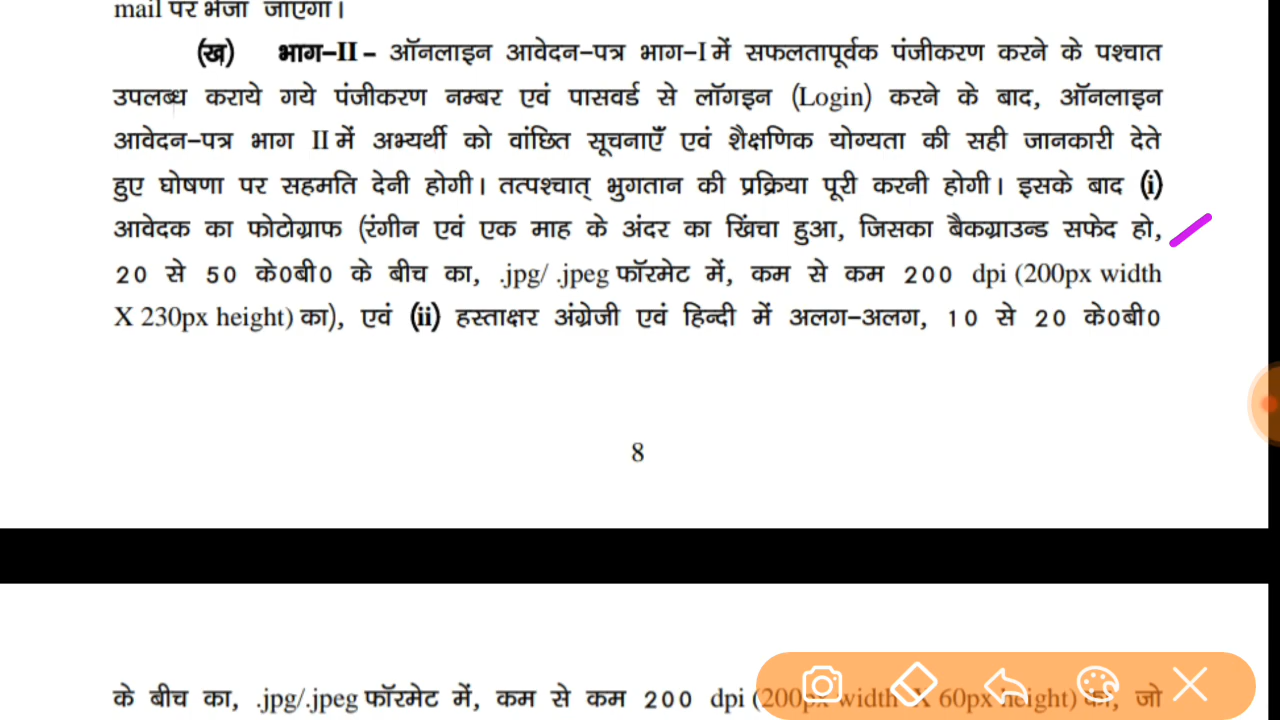 mail पर भेजा जाएगा।
(ख) भाग–II – ऑनलाइन आवेदन–पत्र भाग–I में सफलतापूर्वक पंजीकरण करने के पश्चात
उपलब्ध कराये गये पंजीकरण नम्बर एवं पासवर्ड से लॉगइन (Login) करने के बाद, ऑनलाइन
आवेदन–पत्र भाग II में अभ्यर्थी को वांछित सूचनाएँ एवं शैक्षणिक योग्यता की सही जानकारी देते
हुए घोषणा पर सहमति देनी होगी। तत्पश्चात् भुगतान की प्रक्रिया पूरी करनी होगी। इसके बाद (i)
आवेदक का फोटोग्राफ (रंगीन एवं एक माह के अंदर का खिंचा हुआ, जिसका बैकग्राउन्ड सफेद हो,
20 से 50 के0बी0 के बीच का, .jpg/ .jpeg फॉरमेट में, कम से कम 200 dpi (200px width
X 230px height) का), एवं (ii) हस्ताक्षर अंग्रेजी एवं हिन्दी में अलग–अलग, 10 से 20 के0बी0
8
के बीच का, .jpg/.jpeg फॉरमेट में, कम से कम 200 dpi (200px width X 60px height) का, जो